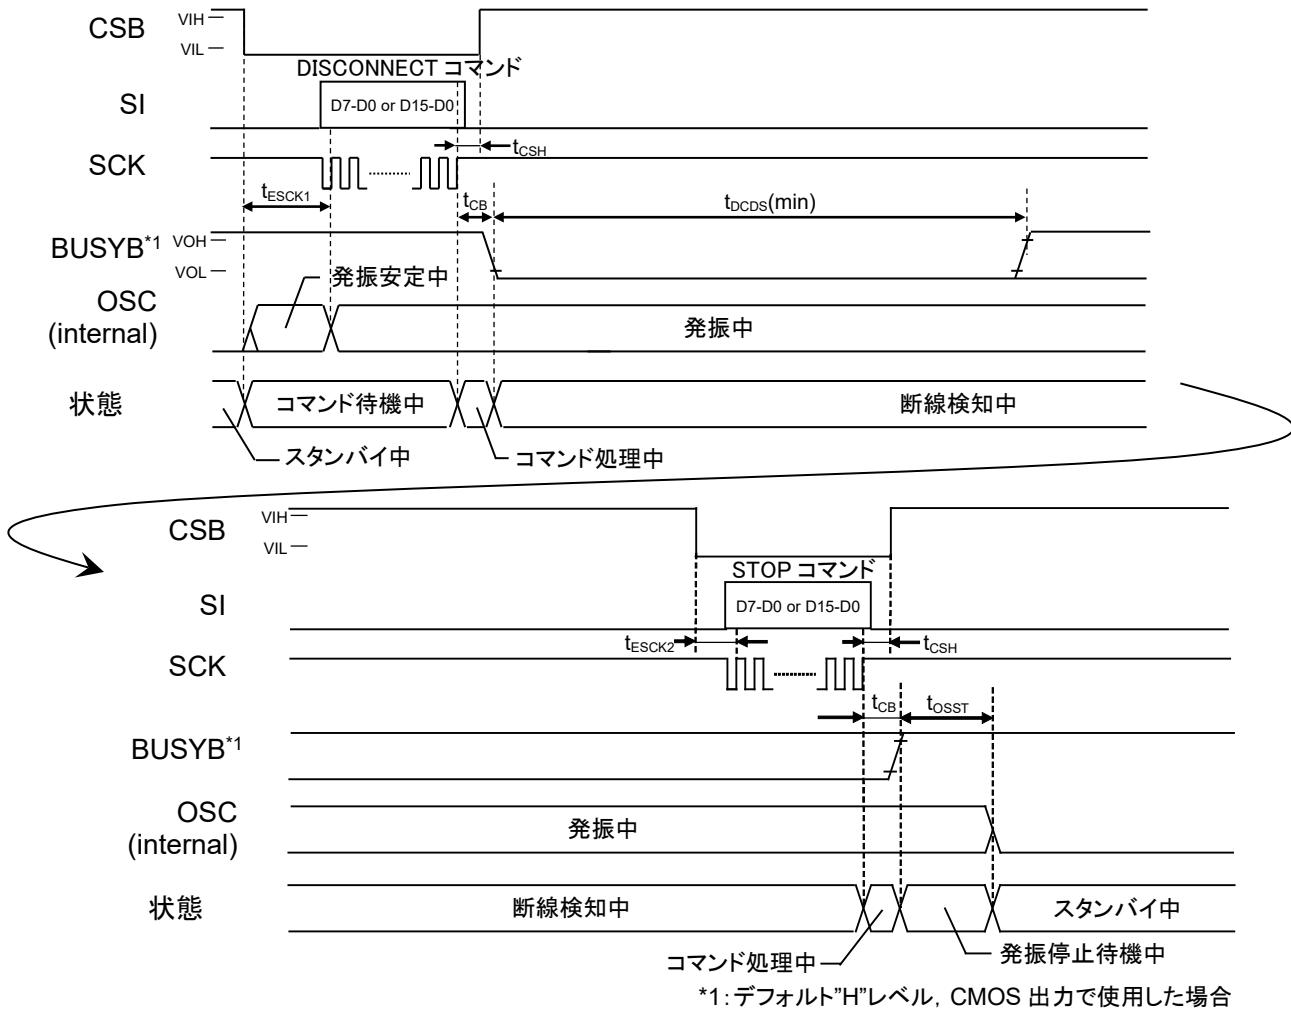 CSB
VIH
VIL
DISCONNECT コマンド
SI
D7-D0 or D15-D0
tCSH
SCK
tESCK1
tCB
tDCDS(min)
BUSYB*1
VOH
VOL
発振安定中
OSC
(internal)
発振中
状態
コマンド待機中
断線検知中
スタンバイ中
コマンド処理中
CSB
VIH
VIL
STOP コマンド
SI
D7-D0 or D15-D0
tESCK2
tCSH
SCK
tCB
tOSST
BUSYB*1
OSC
(internal)
発振中
状態
断線検知中
スタンバイ中
コマンド処理中
発振停止待機中
*1:デフォルト"H"レベル, CMOS 出力で使用した場合